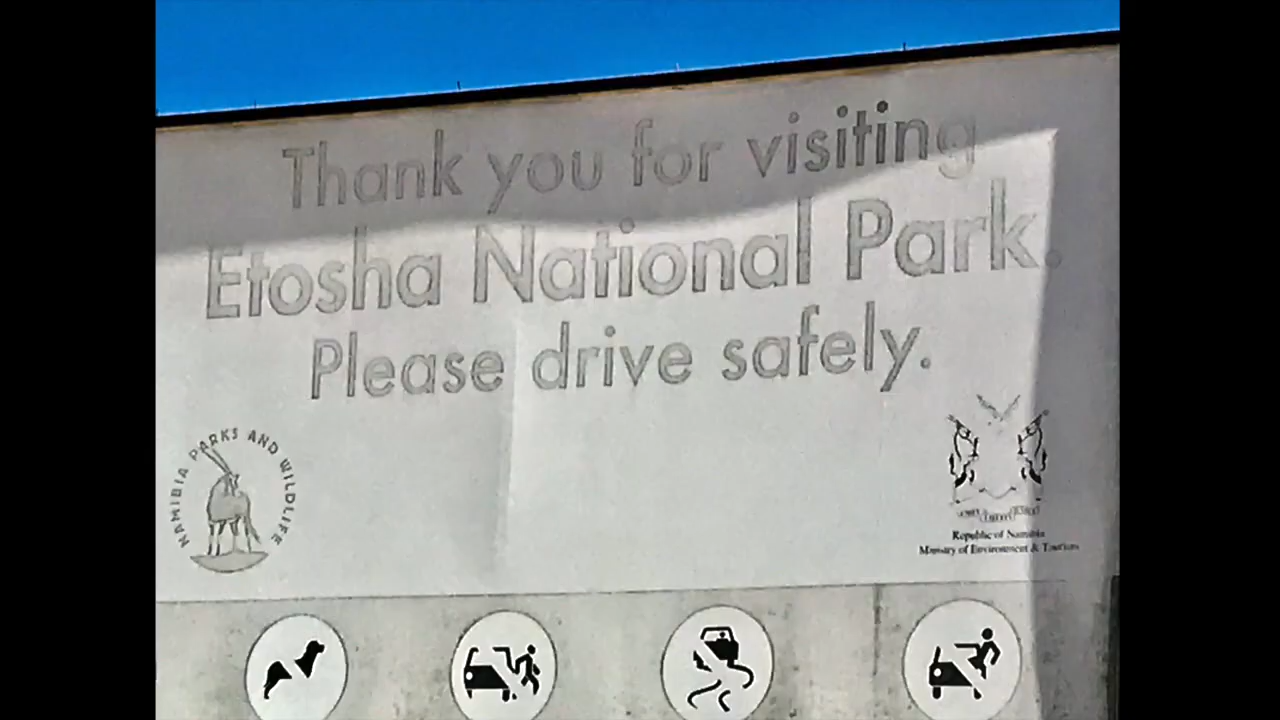 Thank you for visiting
Etosha National Park.
Please drive safely.
NAMIBIA PARKS AND WILDLIFE
Republic of Namibia
Ministry of Environment & Tourism